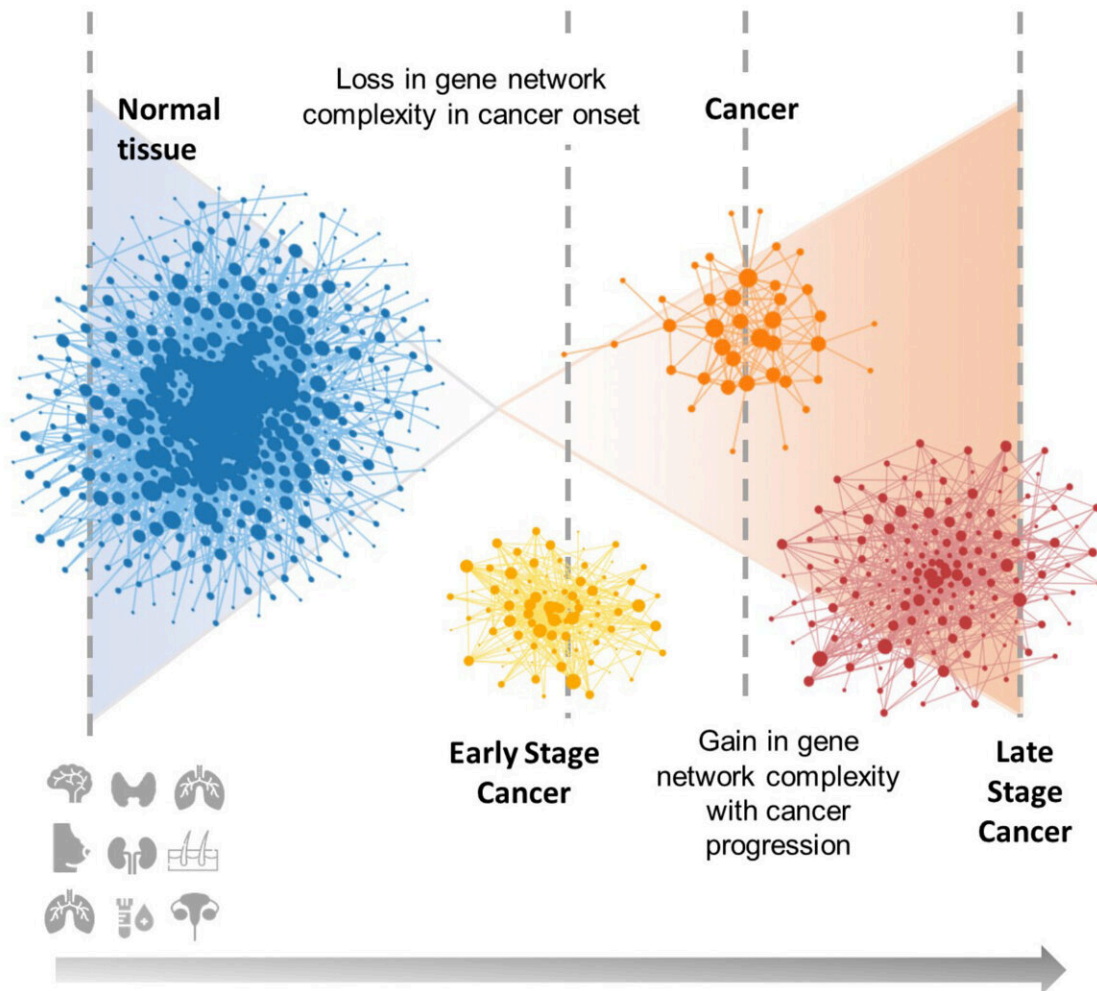 Loss in gene network
complexity in cancer onset
Normal
tissue
Cancer
Early Stage
Cancer
Gain in gene
network complexity
with cancer
progression
Late
Stage
Cancer